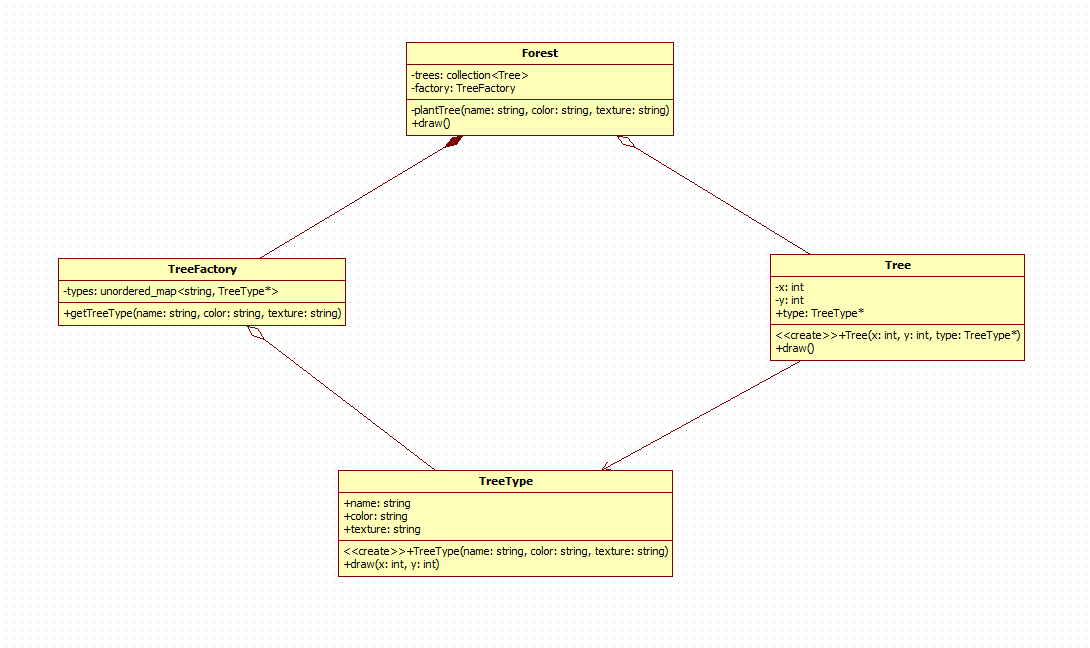 Forest
-trees: collection<Tree>
-factory: TreeFactory
-plantTree(name: string, color: string, texture: string)
+draw()
TreeFactory
-types: unordered_map<string, TreeType*>
+getTreeType(name: string, color: string, texture: string)
Tree
-x: int
-y: int
+type: TreeType*
<<create>>+Tree(x: int, y: int, type: TreeType*)
+draw()
TreeType
+name: string
+color: string
+texture: string
<<create>>+TreeType(name: string, color: string, texture: string)
+draw(x: int, y: int)